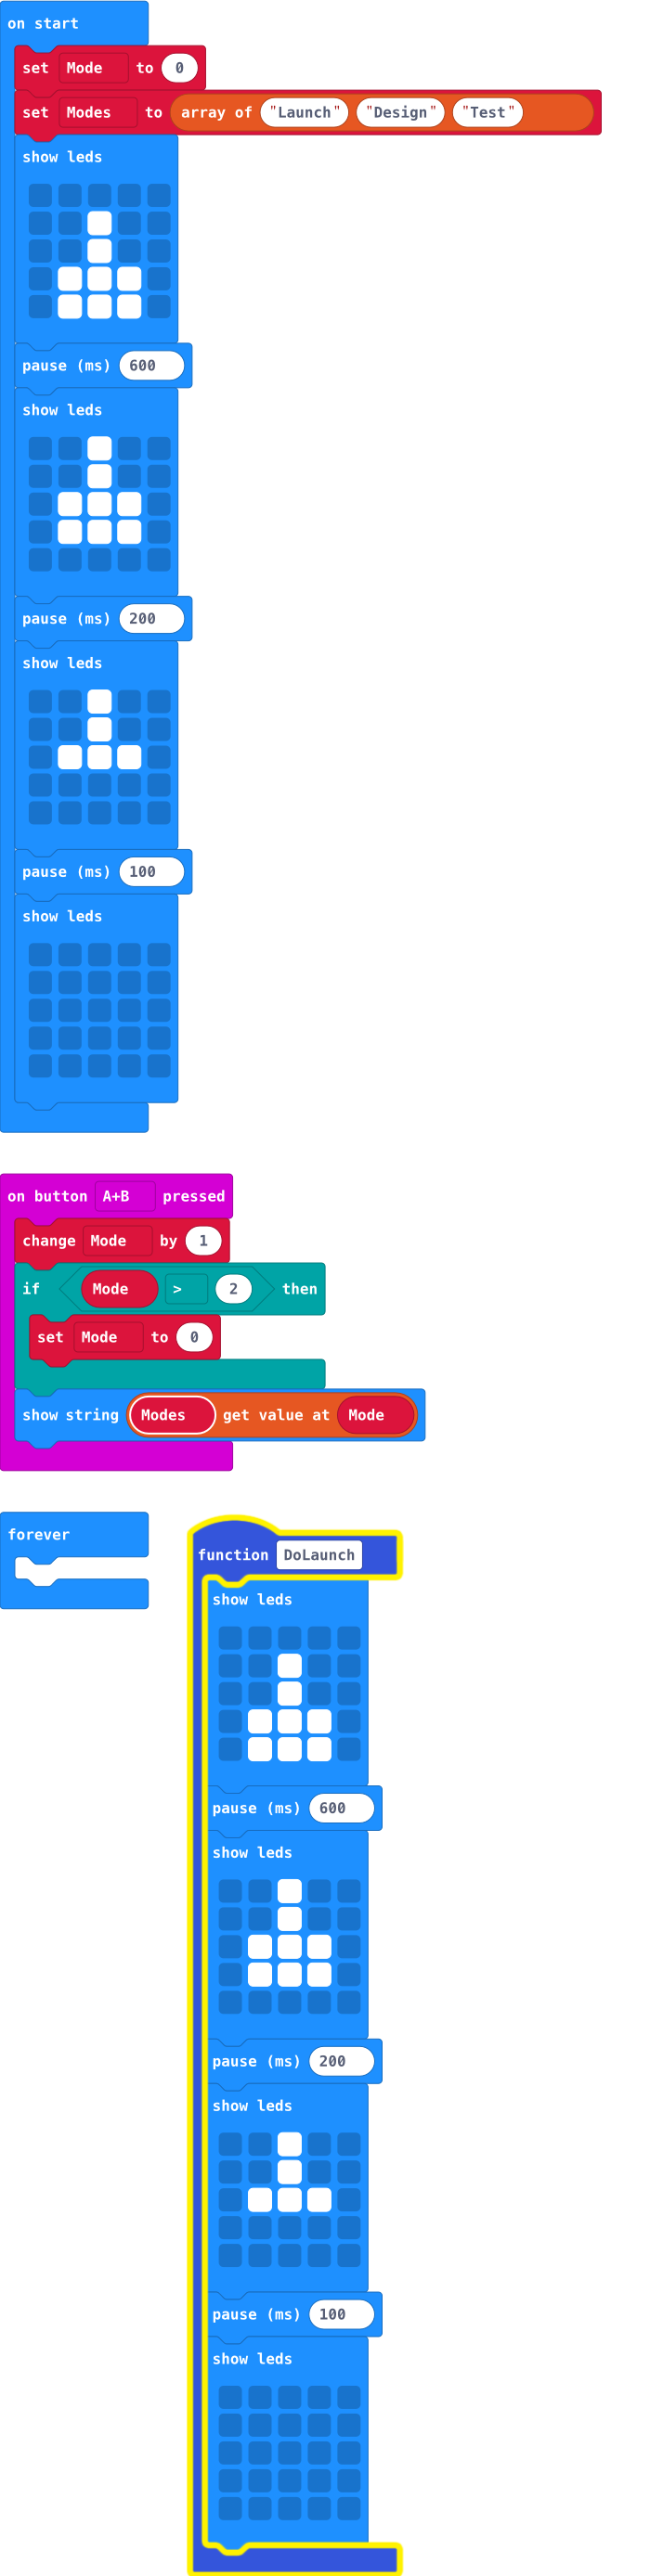 on start
set Mode to 0
set Modes to array of "Launch" "Design" "Test"
show leds
pause (ms) 600
show leds
pause (ms) 200
show leds
pause (ms) 100
show leds
on button A+B pressed
change Mode by 1
if Mode > 2 then
set Mode to 0
show string Modes get value at Mode
forever
function DoLaunch
show leds
pause (ms) 600
show leds
pause (ms) 200
show leds
pause (ms) 100
show leds